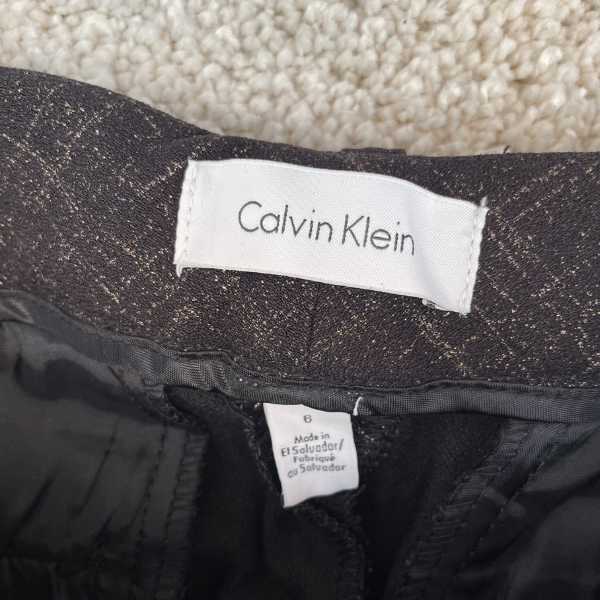 Calvin Klein
6
Made in
El Salvador/
Fabriqué
au Salvador